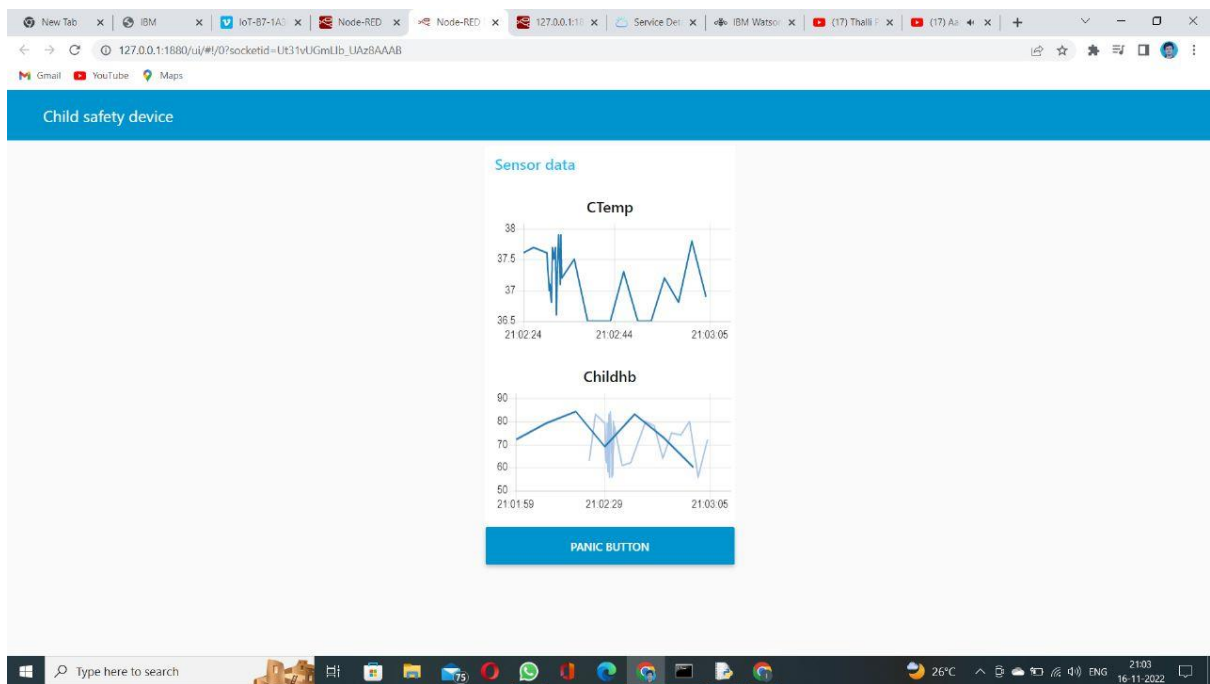 New Tab
IBM
IoT-B7-1A3
Node-RED
Node-RED
127.0.0.1:18
Service Det
IBM Watson
(17) Thalli P
(17) Aa
127.0.0.1:1880/ui/#!/0?socketid=Ut31vUGmLlb_UAz8AAAB
Gmail
YouTube
Maps
Child safety device
Sensor data
CTemp
38
37.5
37
36.5
21:02:24 21:02:44 21:03:05
Childhb
90
80
70
60
50
21:01:59 21:02:29 21:03:05
PANIC BUTTON
Type here to search
75
26°C
ENG
21:03
16-11-2022